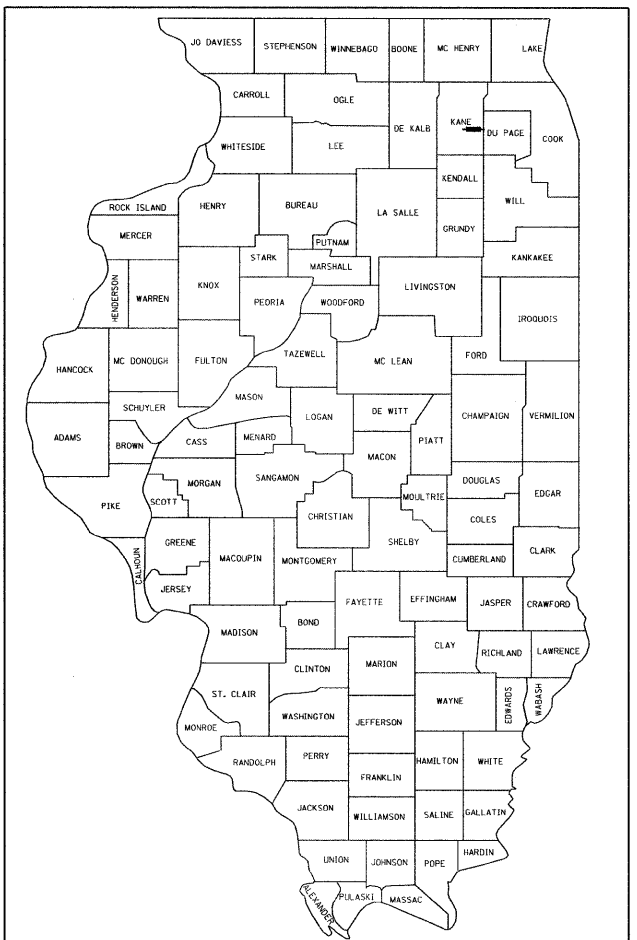 JO DAVIESS
STEPHENSON
WINNEBAGO
BOONE
MC HENRY
LAKE
CARROLL
OGLE
DE KALB
KANE
DU PAGE
COOK
WHITESIDE
LEE
KENDALL
ROCK ISLAND
HENRY
BUREAU
LA SALLE
GRUNDY
WILL
MERCER
PUTNAM
STARK
MARSHALL
KANKAKEE
HENDERSON
WARREN
KNOX
PEORIA
WOODFORD
LIVINGSTON
IROQUOIS
HANCOCK
MC DONOUGH
FULTON
TAZEWELL
MC LEAN
FORD
SCHUYLER
MASON
LOGAN
DE WITT
PIATT
CHAMPAIGN
VERMILION
ADAMS
BROWN
CASS
MENARD
MACON
PIKE
SCOTT
MORGAN
SANGAMON
CHRISTIAN
MOULTRIE
DOUGLAS
EDGAR
COLES
CALHOUN
GREENE
MACOUPIN
MONTGOMERY
SHELBY
CUMBERLAND
CLARK
JERSEY
FAYETTE
EFFINGHAM
JASPER
CRAWFORD
MADISON
BOND
CLAY
RICHLAND
LAWRENCE
CLINTON
MARION
ST. CLAIR
WAYNE
EDWARDS
WABASH
MONROE
WASHINGTON
JEFFERSON
RANDOLPH
PERRY
FRANKLIN
HAMILTON
WHITE
JACKSON
WILLIAMSON
SALINE
GALLATIN
UNION
JOHNSON
POPE
HARDIN
ALEXANDER
PULASKI
MASSAC